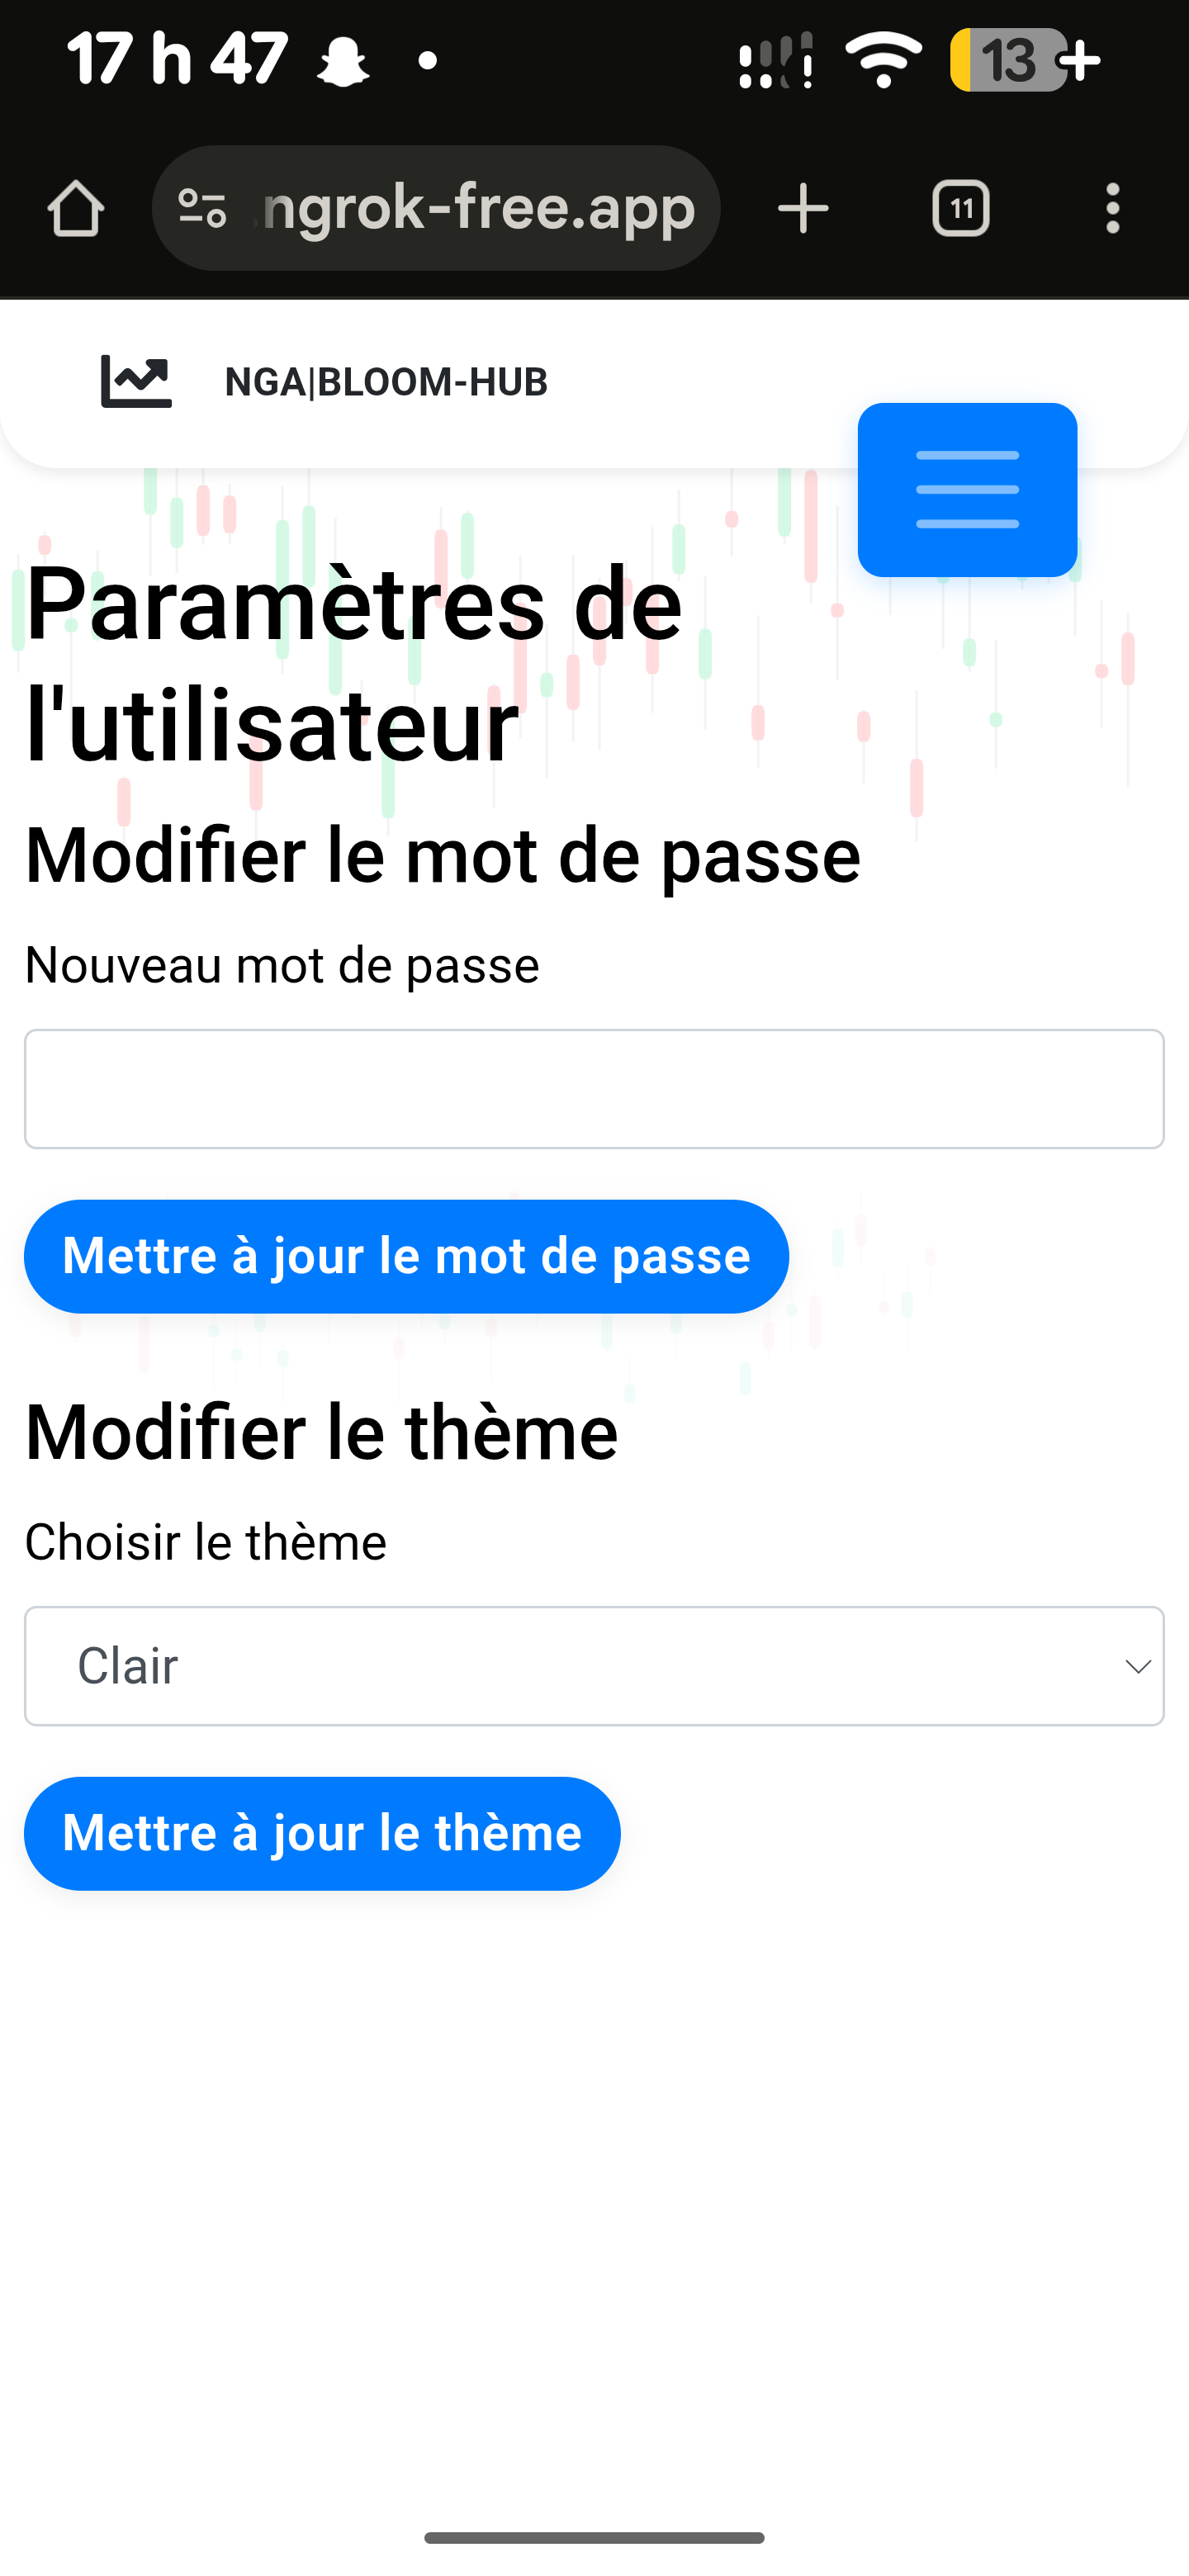 17 h 47
13
.ngrok-free.app
11
NGA|BLOOM-HUB
Paramètres de
l'utilisateur
Modifier le mot de passe
Nouveau mot de passe
Mettre à jour le mot de passe
Modifier le thème
Choisir le thème
Clair
Mettre à jour le thème